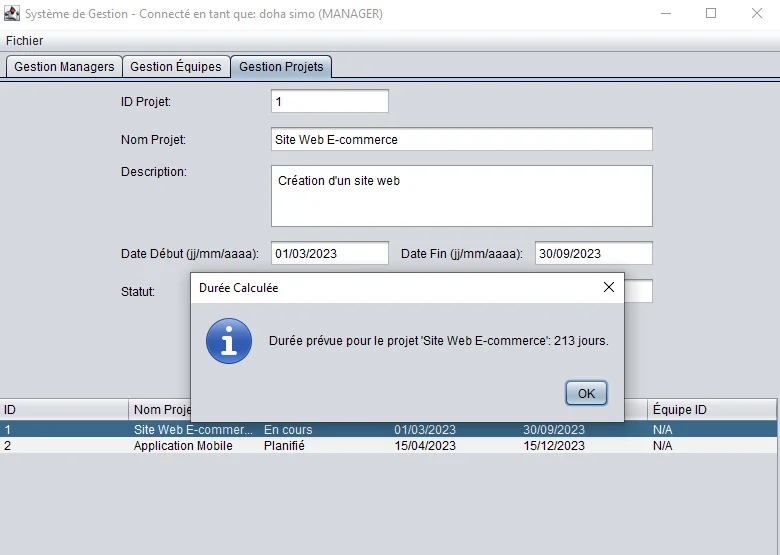 Système de Gestion - Connecté en tant que: doha simo (MANAGER)
Fichier
Gestion Managers Gestion Équipes Gestion Projets
ID Projet: 1
Nom Projet: Site Web E-commerce
Description: Création d'un site web
Date Début (jj/mm/aaaa): 01/03/2023 Date Fin (jj/mm/aaaa): 30/09/2023
Statut:
Durée Calculée
Durée prévue pour le projet 'Site Web E-commerce': 213 jours.
OK
ID Nom Proje Équipe ID
1 Site Web E-commer... En cours 01/03/2023 30/09/2023 N/A
2 Application Mobile Planifié 15/04/2023 15/12/2023 N/A